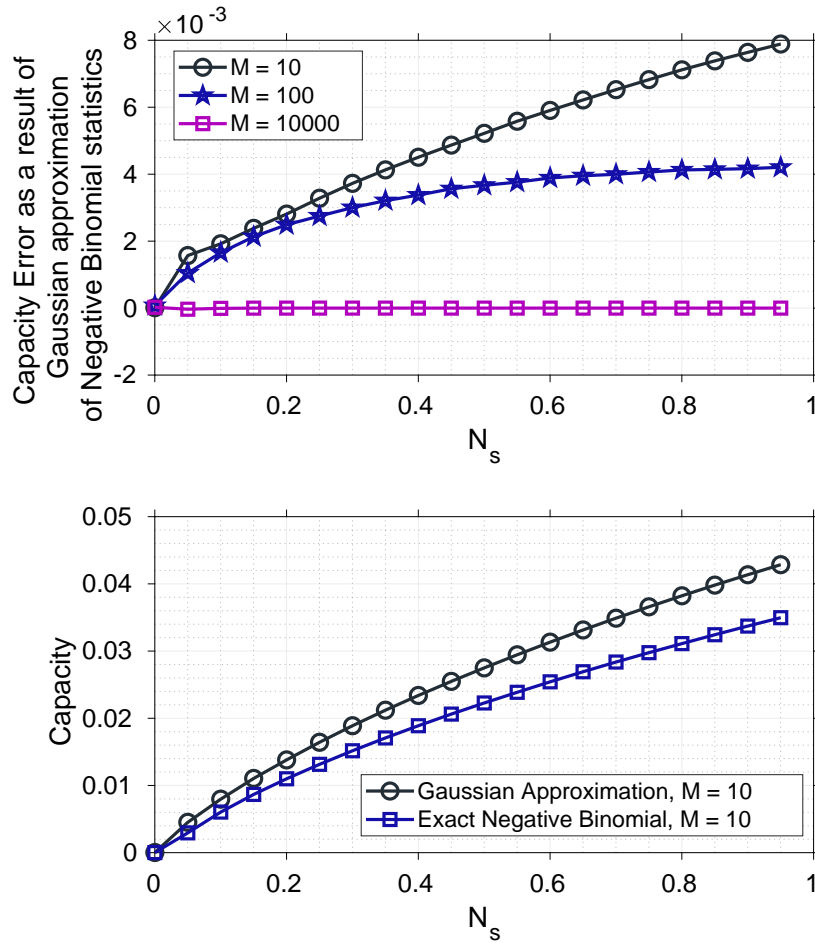 ×10 -3
8
6
4
2
0
-2
Capacity Error as a result of
Gaussian approximation
of Negative Binomial statistics
M = 10
M = 100
M = 10000
0 0.2 0.4 0.6 0.8 1
N s
0.05
0.04
0.03
0.02
0.01
0
Capacity
Gaussian Approximation, M = 10
Exact Negative Binomial, M = 10
0 0.2 0.4 0.6 0.8 1
N s